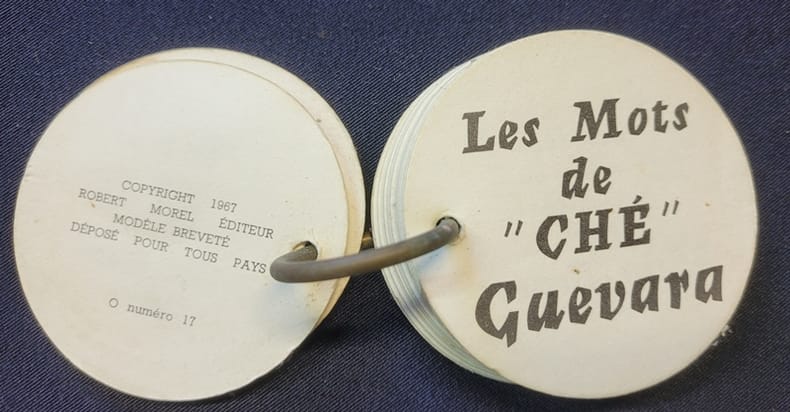 COPYRIGHT 1967
ROBERT MOREL ÉDITEUR
MODÈLE BREVETÉ
DÉPOSÉ POUR TOUS PAYS
O numéro 17
Les Mots
de
"CHÉ"
Guevara